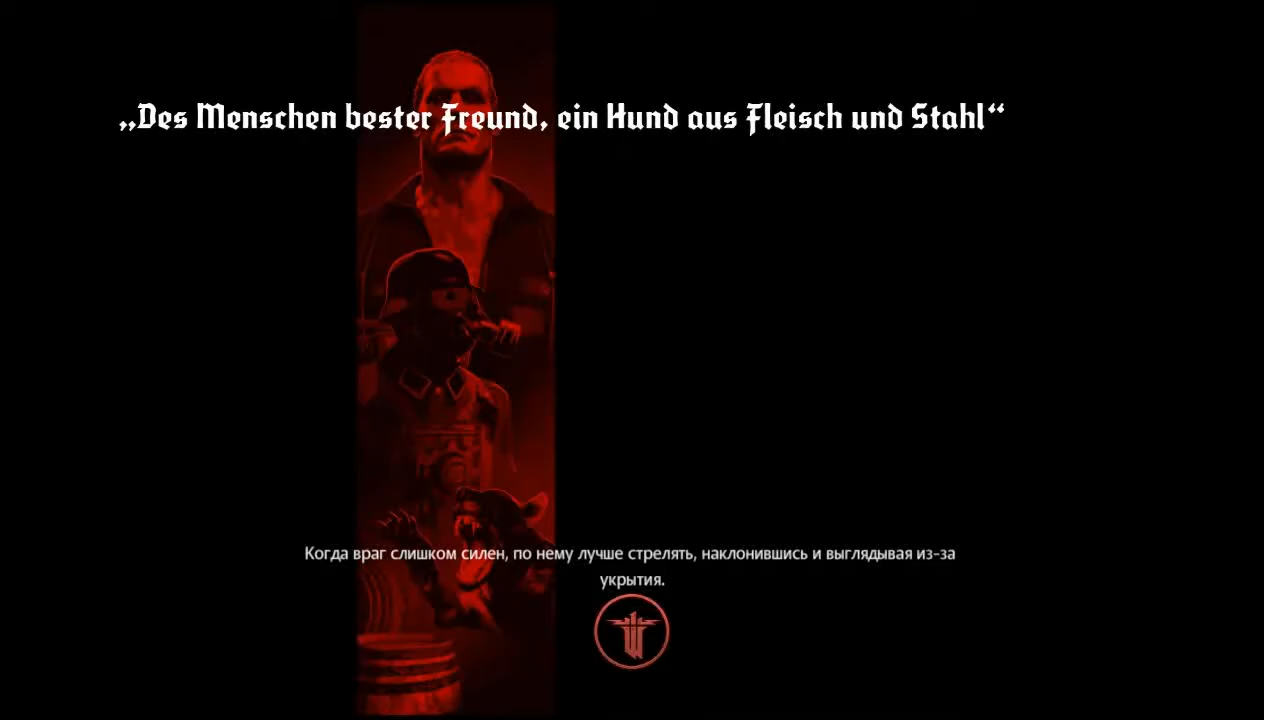 „Des Menschen bester Freund, ein Hund aus Fleisch und Stahl“
Когда враг слишком силен, по нему лучше стрелять, наклонившись и выглядывая из-за
укрытия.